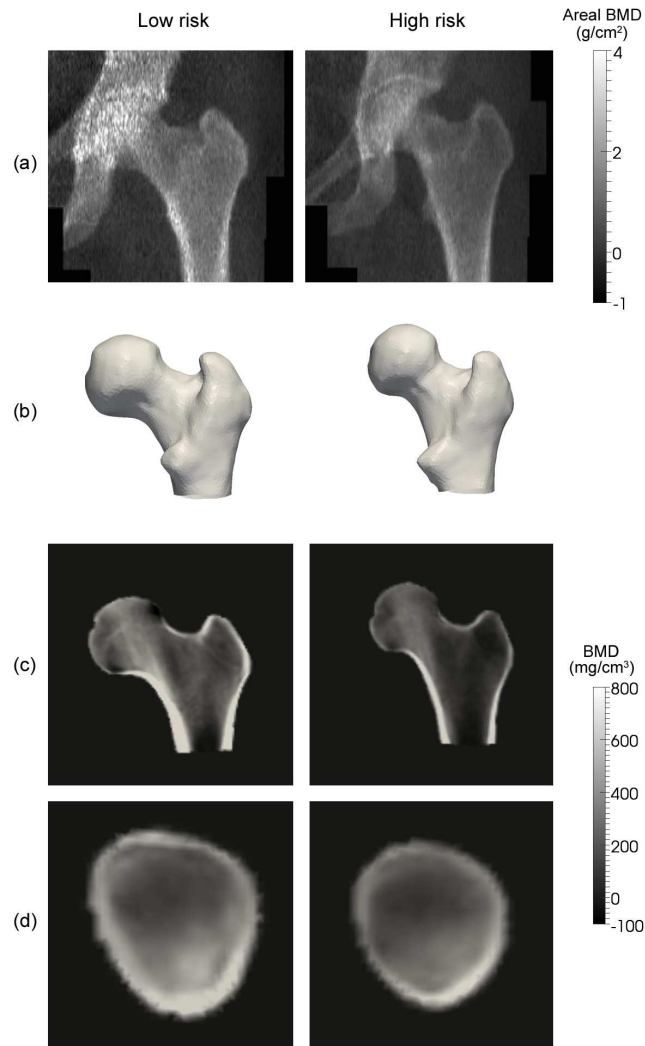 Low risk
High risk
Areal BMD
(g/cm²)
4
2
0
-1
(a)
(b)
(c)
BMD
(mg/cm³)
800
600
400
200
0
-100
(d)